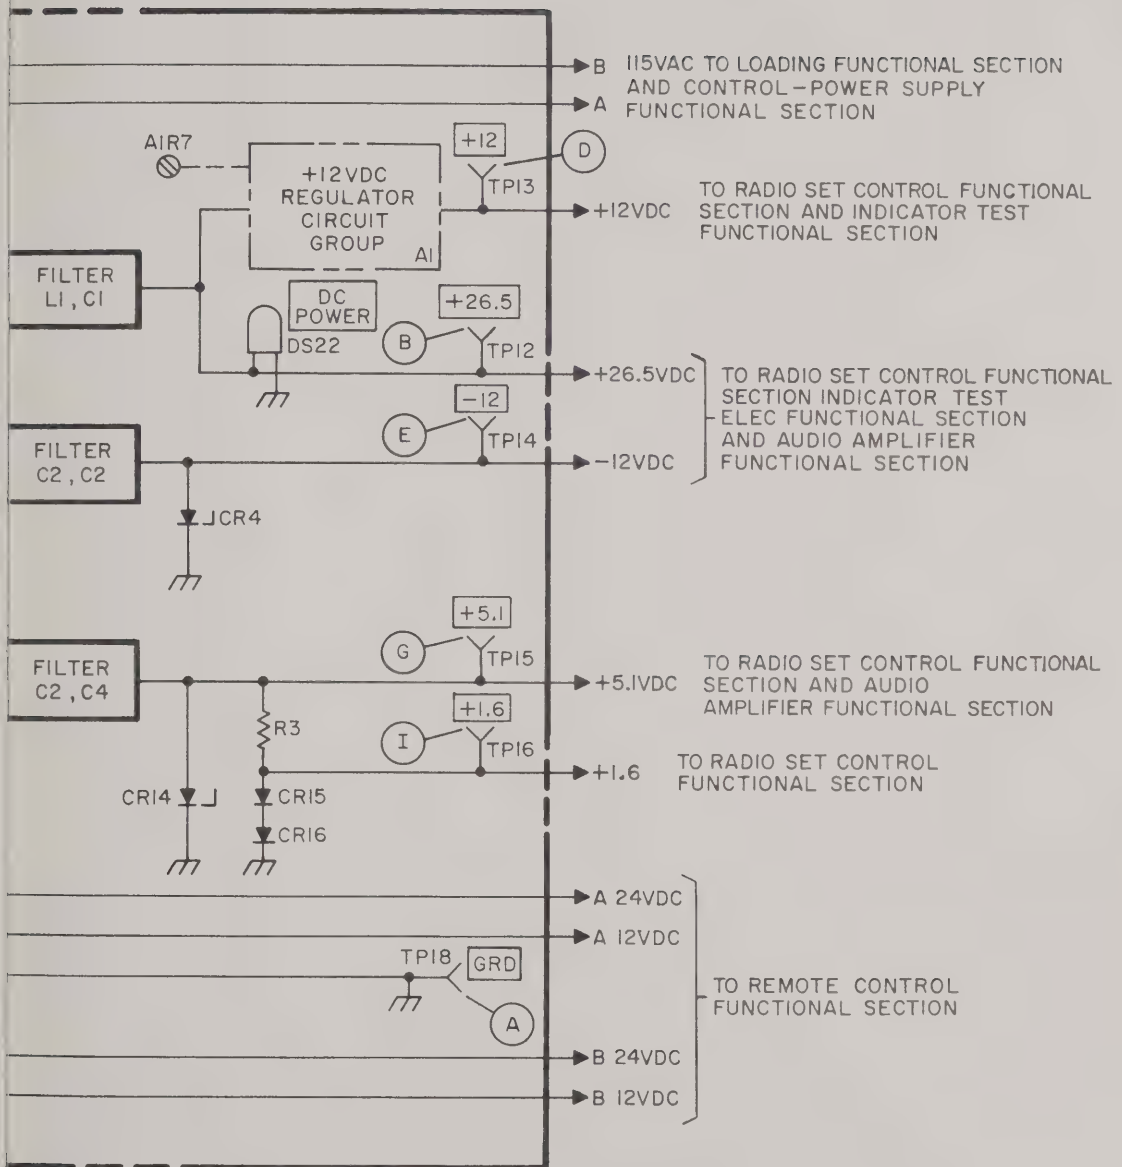 B 115VAC TO LOADING FUNCTIONAL SECTION
AND CONTROL-POWER SUPPLY
A FUNCTIONAL SECTION
A1R7
+12VDC
REGULATOR
CIRCUIT
GROUP
A1
+12
D
TP13
+12VDC
TO RADIO SET CONTROL FUNCTIONAL
SECTION AND INDICATOR TEST
FUNCTIONAL SECTION
FILTER
L1, C1
DC
POWER
DS22
+26.5
B
TP12
+26.5VDC
TO RADIO SET CONTROL FUNCTIONAL
SECTION INDICATOR TEST
ELEC FUNCTIONAL SECTION
AND AUDIO AMPLIFIER
FUNCTIONAL SECTION
-12
E
TP14
-12VDC
FILTER
C2, C2
CR4
+5.1
G
TP15
+5.1VDC
TO RADIO SET CONTROL FUNCTIONAL
SECTION AND AUDIO
AMPLIFIER FUNCTIONAL SECTION
FILTER
C2, C4
R3
+1.6
I
TP16
+1.6
TO RADIO SET CONTROL
FUNCTIONAL SECTION
CR14
CR15
CR16
A 24VDC
A 12VDC
TP18
GRD
A
TO REMOTE CONTROL
FUNCTIONAL SECTION
B 24VDC
B 12VDC